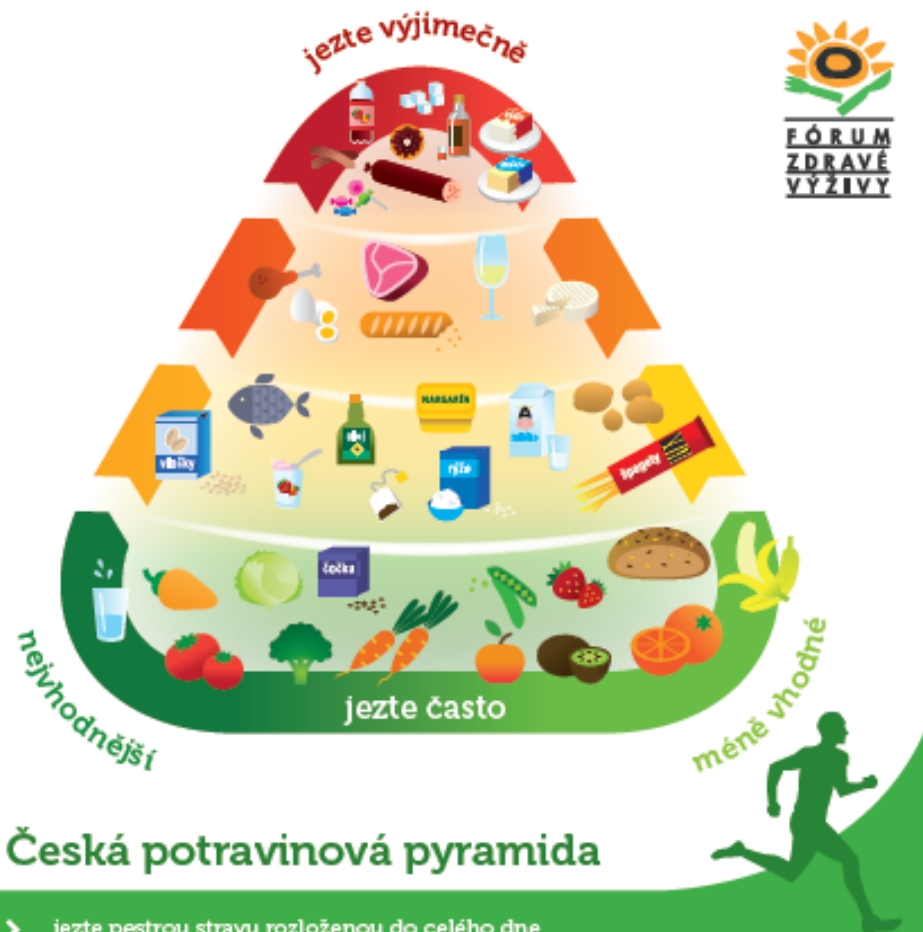 jezte výjimečně
FÓRUM
ZDRAVÉ
VÝŽIVY
MARGARÍN
vločky
mléko
rýže
špagety
čočka
nejvhodnější
jezte často
méně vhodné
Česká potravinová pyramida
jezte pestrou stravu rozloženou do celého dne